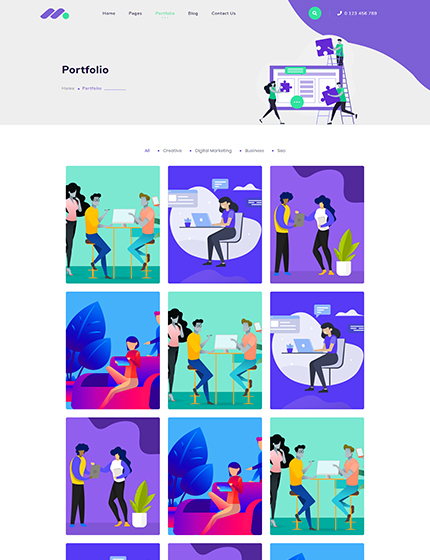 Home Pages Portfolio Blog Contact Us 0 123 456 789
Portfolio
Home Portfolio
All Creative Digital Marketing Business Seo